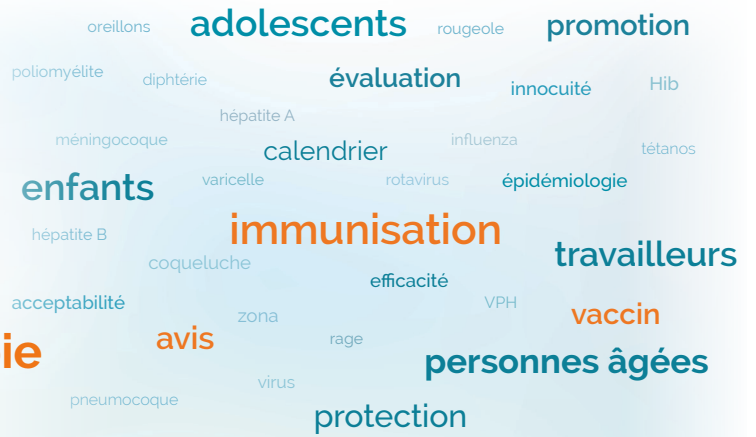 oreillons adolescents rougeole promotion
poliomyélite diphtérie évaluation innocuité Hib
hépatite A
méningocoque calendrier influenza tétanos
enfants varicelle rotavirus épidémiologie
hépatite B immunisation
coqueluche efficacité travailleurs
acceptabilité zona VPH vaccin
ie avis rage personnes âgées
pneumocoque virus
protection